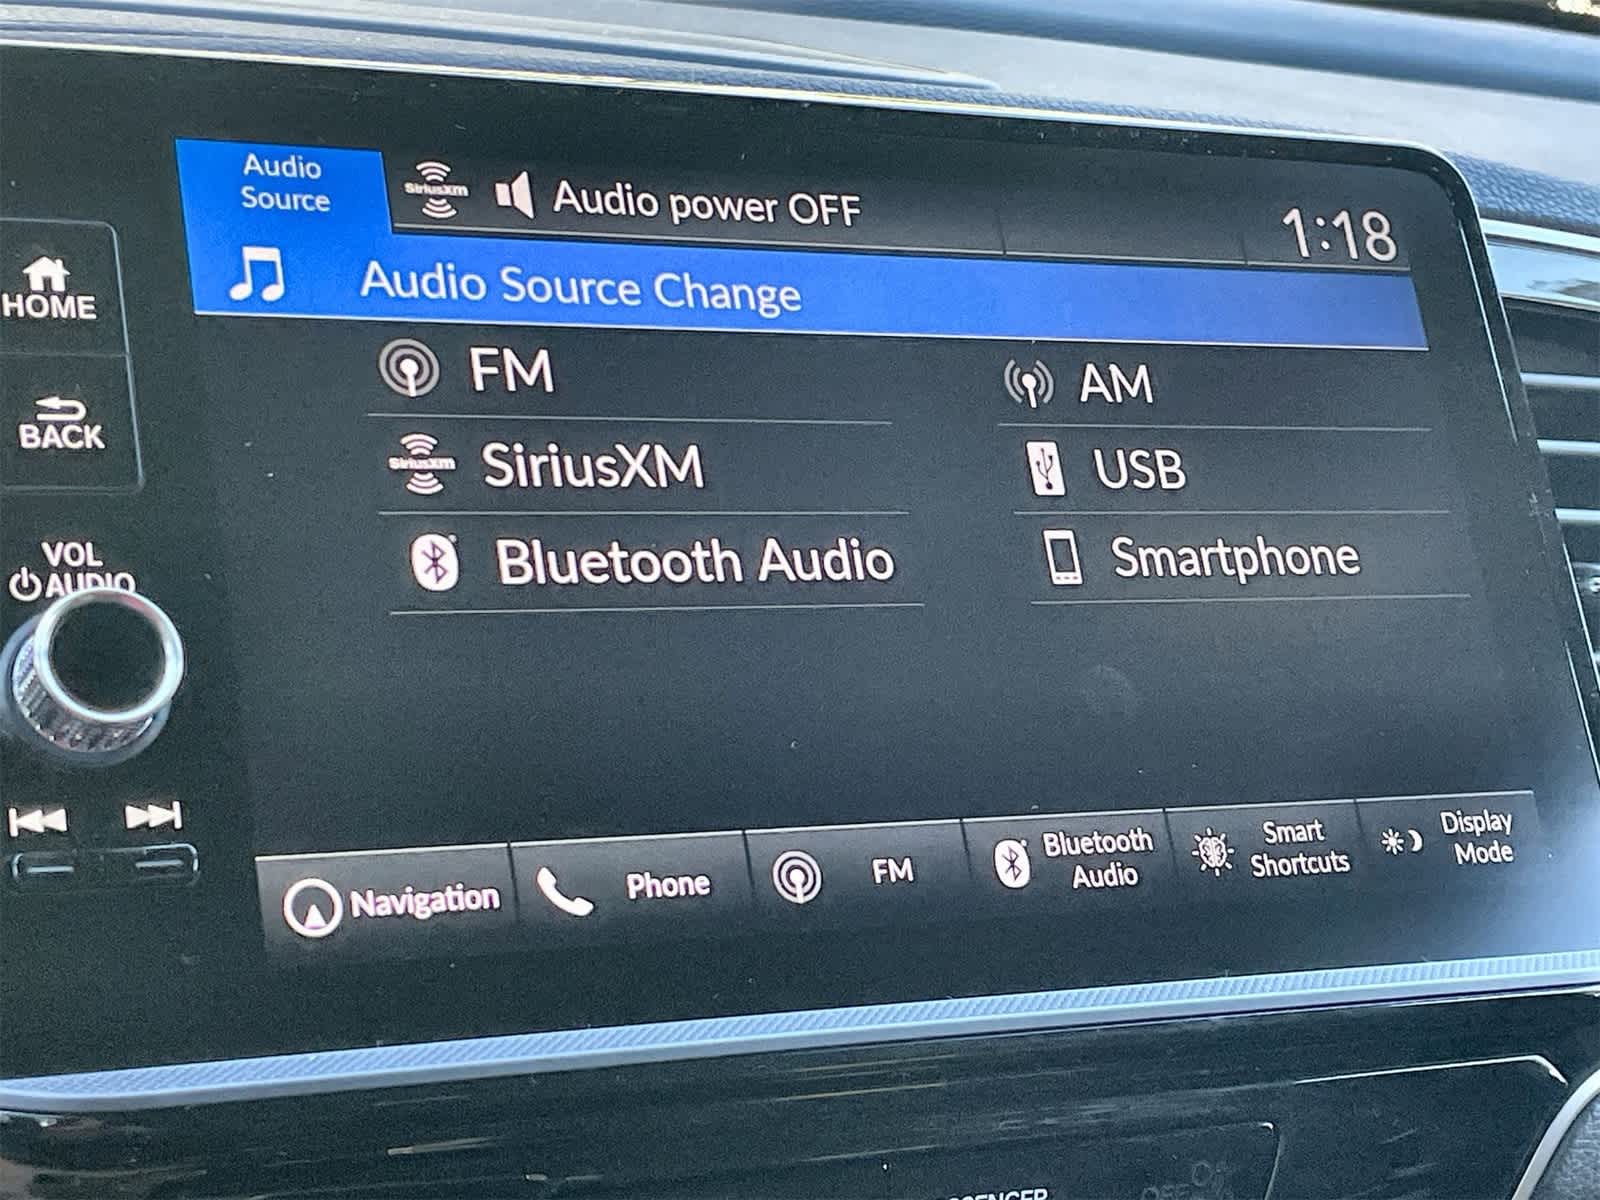 Audio
Source
SiriusXM
Audio power OFF
1:18
Audio Source Change
HOME
BACK
VOL
AUDIO
FM
AM
SiriusXM
SiriusXM
USB
Bluetooth Audio
Smartphone
Navigation
Phone
FM
Bluetooth
Audio
Smart
Shortcuts
Display
Mode